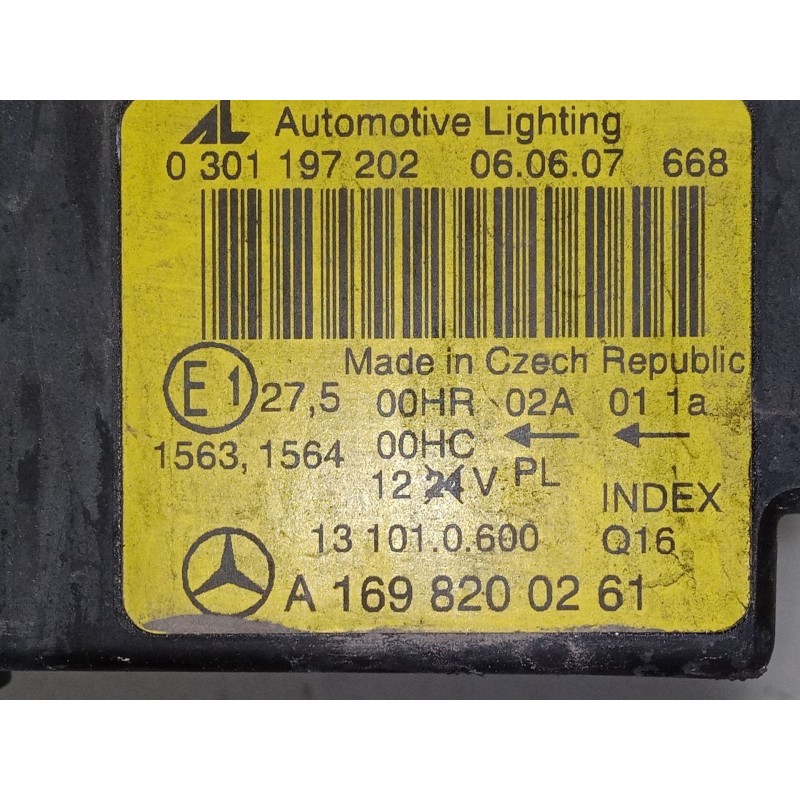 AL Automotive Lighting
0 301 197 202 06.06.07 668
Made in Czech Republic
E1 27,5 00HR 02A 01 1a
1563, 1564 00HC ← ←
12 24 V PL INDEX
13 101.0.600 Q16
A 169 820 02 61